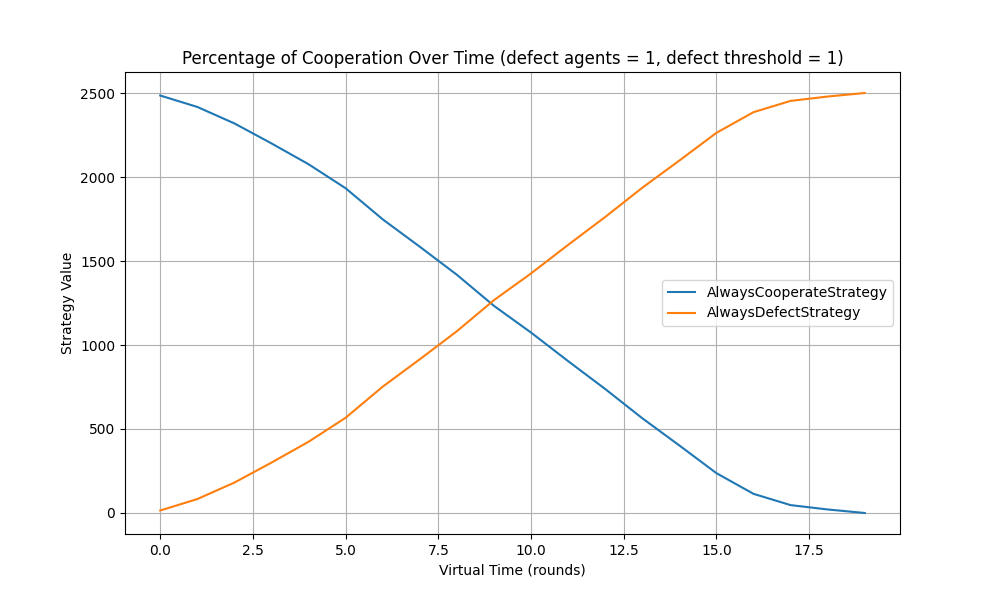 Percentage of Cooperation Over Time (defect agents = 1, defect threshold = 1)
Strategy Value
2500
2000
1500
1000
500
0
AlwaysCooperateStrategy
AlwaysDefectStrategy
0.0 2.5 5.0 7.5 10.0 12.5 15.0 17.5
Virtual Time (rounds)